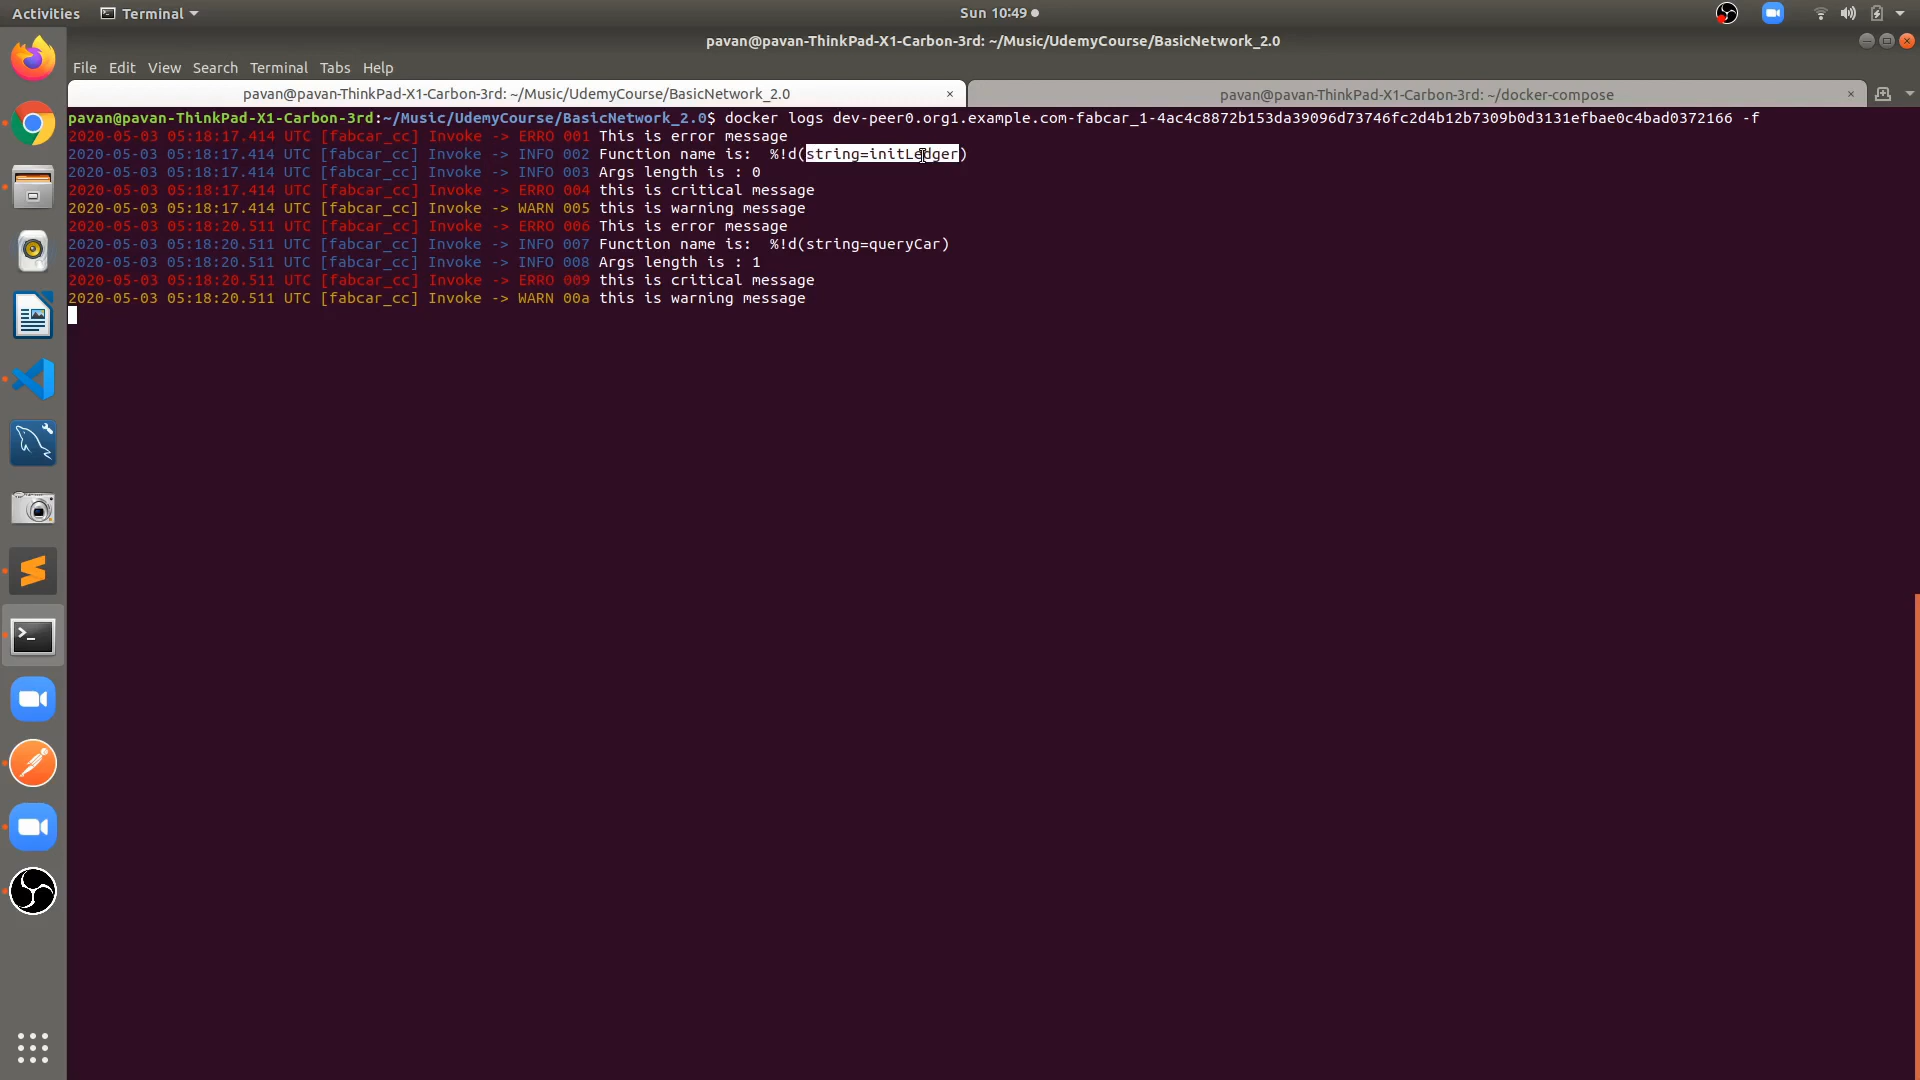 Activities Terminal Sun 10:49
pavan@pavan-ThinkPad-X1-Carbon-3rd: ~/Music/UdemyCourse/BasicNetwork_2.0
File Edit View Search Terminal Tabs Help
pavan@pavan-ThinkPad-X1-Carbon-3rd: ~/Music/UdemyCourse/BasicNetwork_2.0 × pavan@pavan-ThinkPad-X1-Carbon-3rd: ~/docker-compose ×
pavan@pavan-ThinkPad-X1-Carbon-3rd:~/Music/UdemyCourse/BasicNetwork_2.0$ docker logs dev-peer0.org1.example.com-fabcar_1-4ac4c8872b153da39096d73746fc2d4b12b7309b0d3131efbae0c4bad0372166 -f
2020-05-03 05:18:17.414 UTC [fabcar_cc] Invoke -> ERRO 001 This is error message
2020-05-03 05:18:17.414 UTC [fabcar_cc] Invoke -> INFO 002 Function name is:  %!d(string=initLedger)
2020-05-03 05:18:17.414 UTC [fabcar_cc] Invoke -> INFO 003 Args length is : 0
2020-05-03 05:18:17.414 UTC [fabcar_cc] Invoke -> ERRO 004 this is critical message
2020-05-03 05:18:17.414 UTC [fabcar_cc] Invoke -> WARN 005 this is warning message
2020-05-03 05:18:20.511 UTC [fabcar_cc] Invoke -> ERRO 006 This is error message
2020-05-03 05:18:20.511 UTC [fabcar_cc] Invoke -> INFO 007 Function name is:  %!d(string=queryCar)
2020-05-03 05:18:20.511 UTC [fabcar_cc] Invoke -> INFO 008 Args length is : 1
2020-05-03 05:18:20.511 UTC [fabcar_cc] Invoke -> ERRO 009 this is critical message
2020-05-03 05:18:20.511 UTC [fabcar_cc] Invoke -> WARN 00a this is warning message